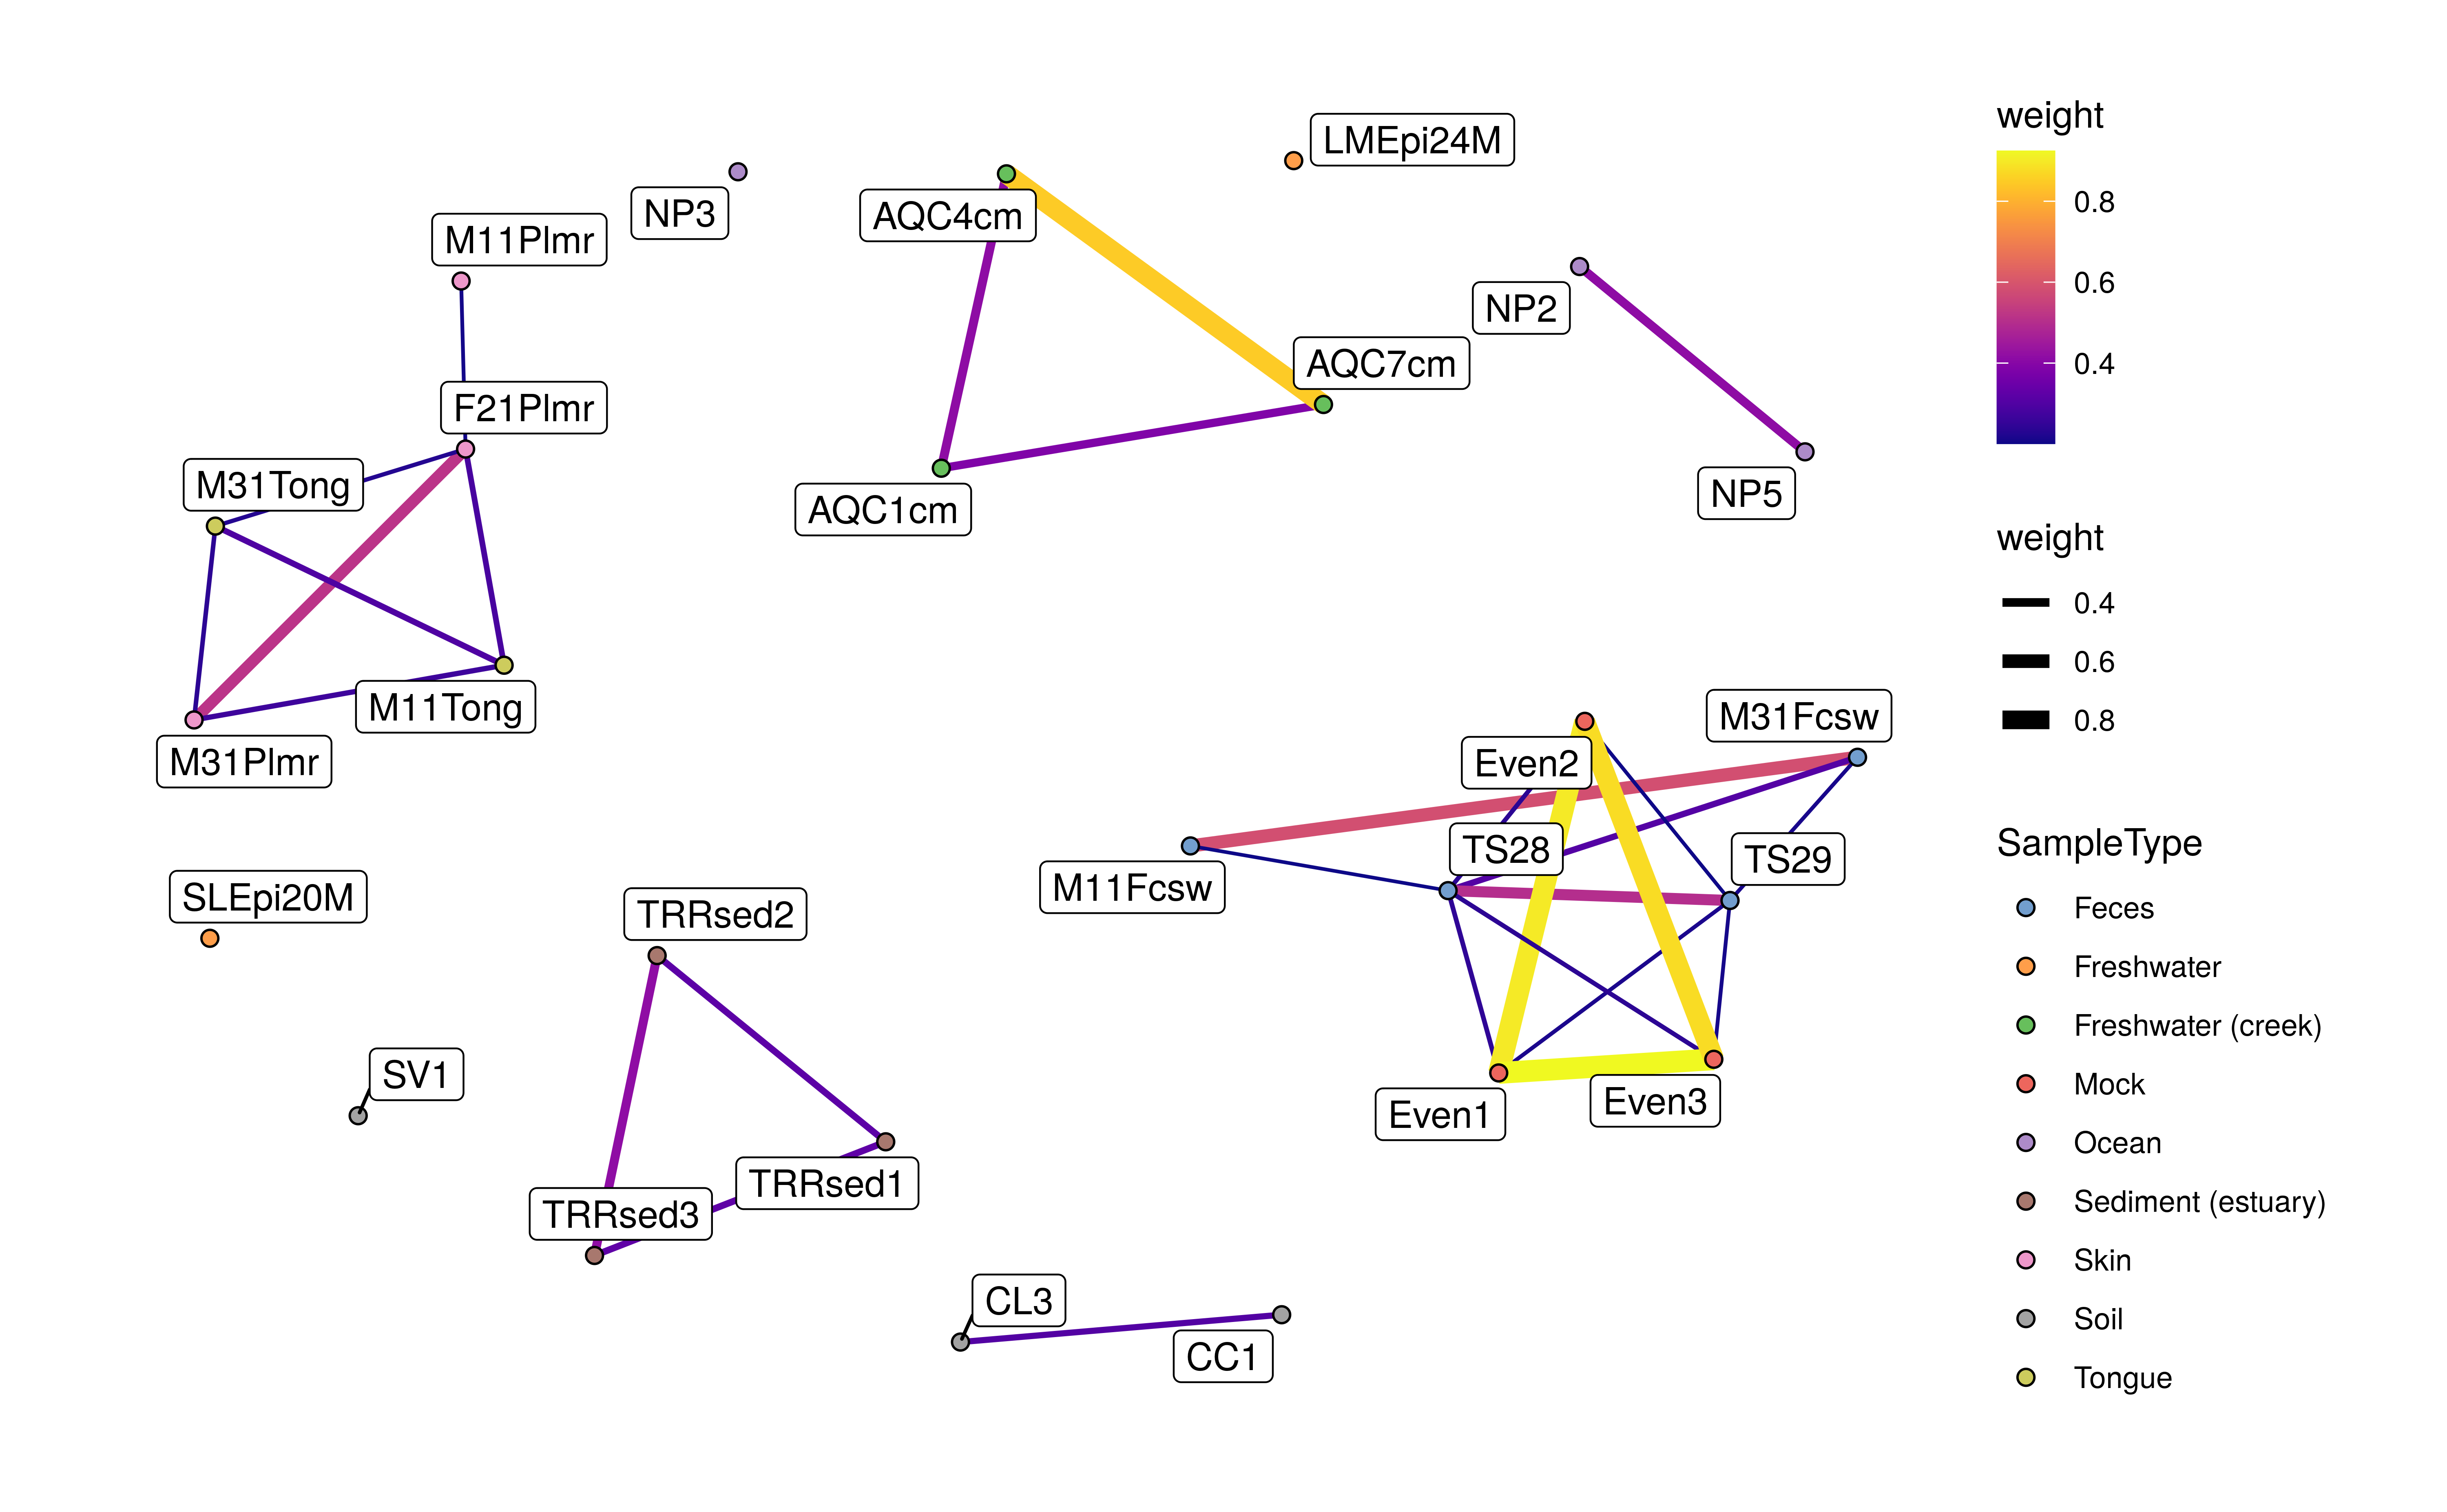 LMEpi24M
NP3
AQC4cm
M11Plmr
NP2
AQC7cm
F21Plmr
M31Tong
NP5
AQC1cm
M11Tong
M31Plmr
M31Fcsw
Even2
TS28
TS29
M11Fcsw
SLEpi20M
TRRsed2
SV1
Even3
Even1
TRRsed1
TRRsed3
CL3
CC1
weight
0.8
0.6
0.4
weight
0.4
0.6
0.8
SampleType
Feces
Freshwater
Freshwater (creek)
Mock
Ocean
Sediment (estuary)
Skin
Soil
Tongue